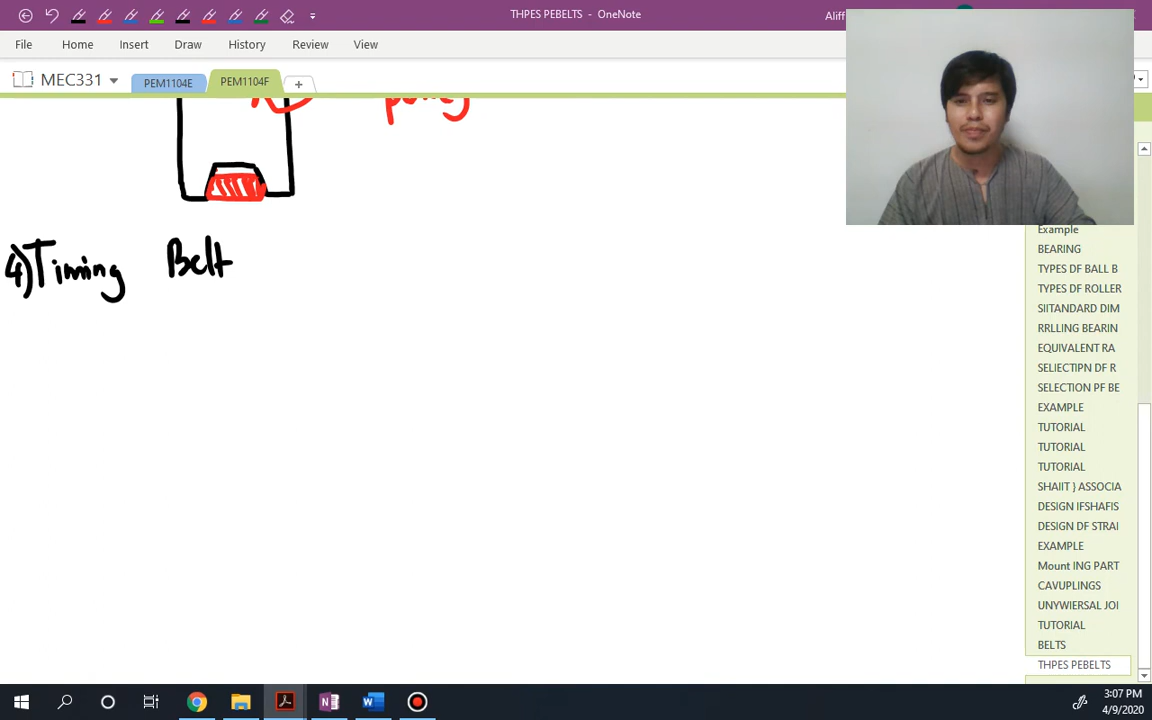 THPES PEBELTS - OneNote
Aliff
File Home Insert Draw History Review View
MEC331 PEM1104E PEM1104F
4) Timing Belt
Example
BEARING
TYPES DF BALL B
TYPES DF ROLLER
SIITANDARD DIM
RRLLING BEARIN
EQUIVALENT RA
SELIECTIPN DF R
SELECTION PF BE
EXAMPLE
TUTORIAL
TUTORIAL
TUTORIAL
SHAIIT } ASSOCIA
DESIGN IFSHAFIS
DESIGN DF STRAI
EXAMPLE
Mount ING PART
CAVUPLINGS
UNYWIERSAL JOI
TUTORIAL
BELTS
THPES PEBELTS
3:07 PM
4/9/2020